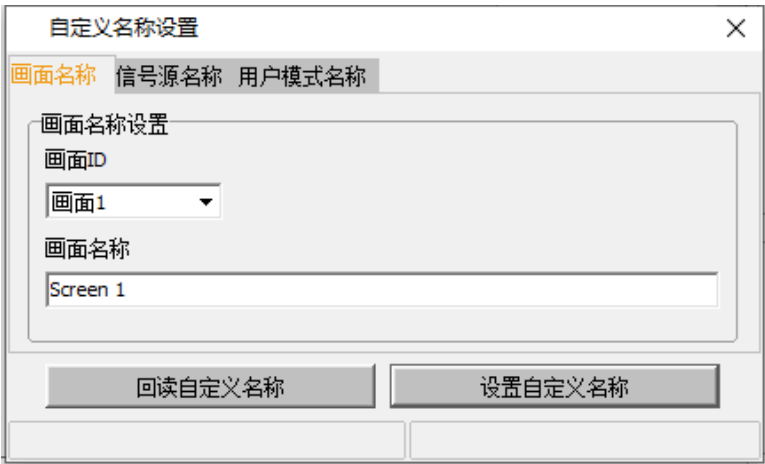 自定义名称设置
画面名称 信号源名称 用户模式名称
画面名称设置
画面ID
画面1
画面名称
Screen 1
回读自定义名称 设置自定义名称